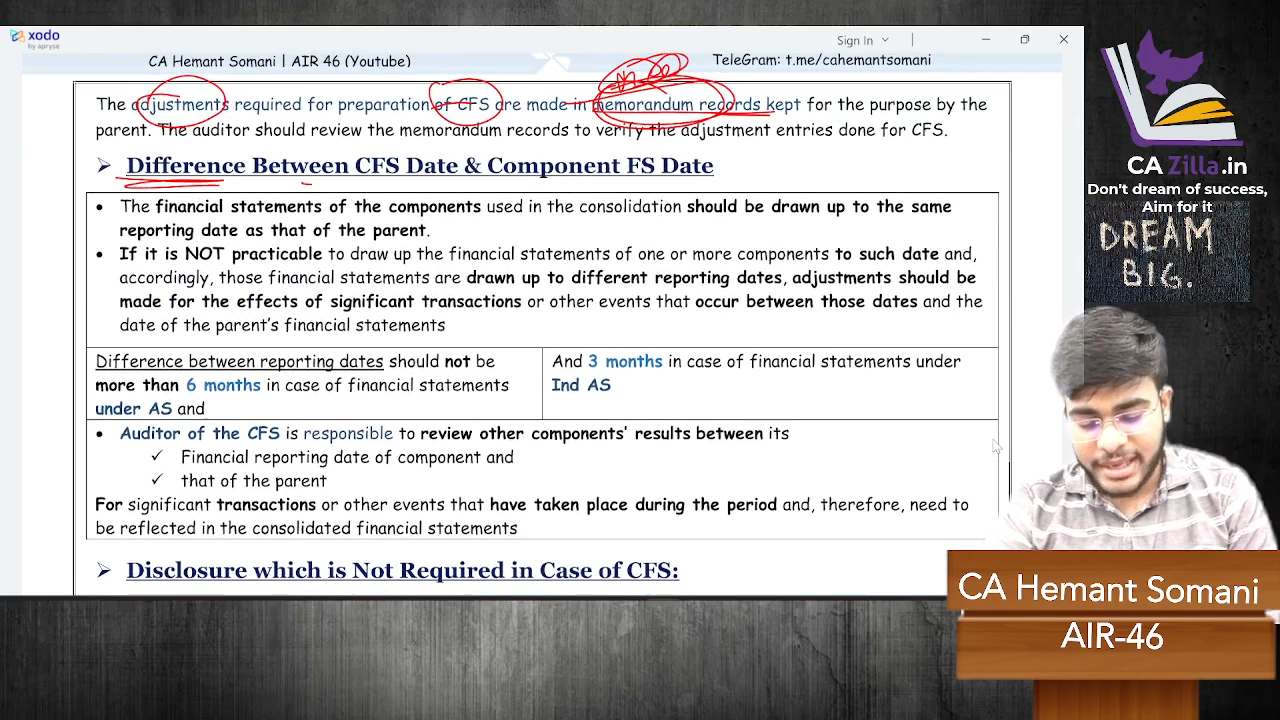 xodo
by apryse
Sign In
CA Hemant Somani | AIR 46 (Youtube)
TeleGram: t.me/cahemantsomani
The adjustments required for preparation of CFS are made in memorandum records kept for the purpose by the
parent. The auditor should review the memorandum records to verify the adjustment entries done for CFS.
➢ Difference Between CFS Date & Component FS Date
• The financial statements of the components used in the consolidation should be drawn up to the same
reporting date as that of the parent.
• If it is NOT practicable to draw up the financial statements of one or more components to such date and,
accordingly, those financial statements are drawn up to different reporting dates, adjustments should be
made for the effects of significant transactions or other events that occur between those dates and the
date of the parent's financial statements
Difference between reporting dates should not be
more than 6 months in case of financial statements
under AS and
And 3 months in case of financial statements under
Ind AS
• Auditor of the CFS is responsible to review other components' results between its
✓ Financial reporting date of component and
✓ that of the parent
For significant transactions or other events that have taken place during the period and, therefore, need to
be reflected in the consolidated financial statements
➢ Disclosure which is Not Required in Case of CFS:
CA Zilla.in
Don't dream of success,
Aim for it
DREAM
BIG.
CA Hemant Somani
AIR-46